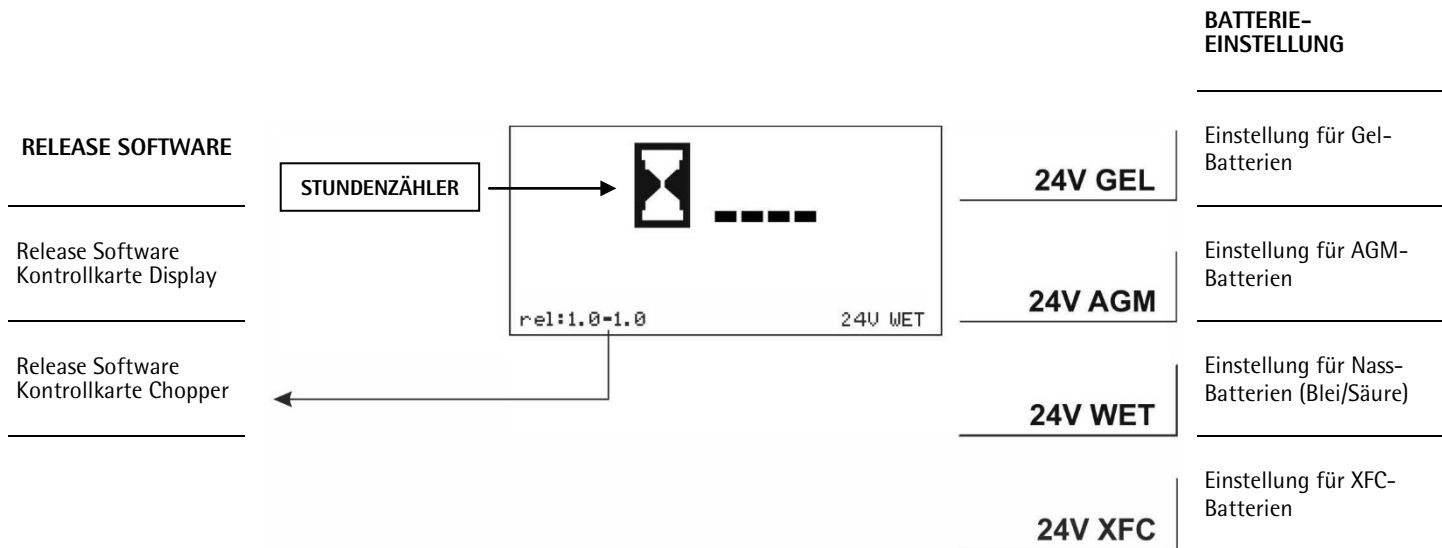 RELEASE SOFTWARE
Release Software
Kontrollkarte Display
Release Software
Kontrollkarte Chopper
STUNDENZÄHLER
rel:1.0-1.0
24V WET
24V GEL
24V AGM
24V WET
24V XFC
BATTERIE-
EINSTELLUNG
Einstellung für Gel-
Batterien
Einstellung für AGM-
Batterien
Einstellung für Nass-
Batterien (Blei/Säure)
Einstellung für XFC-
Batterien